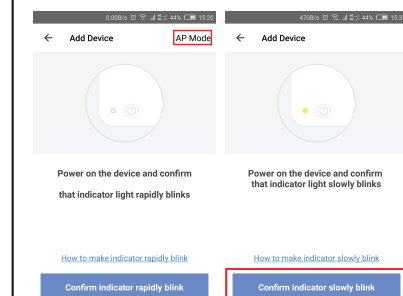 0.00B/s 44% 15:20
Add Device AP Mode
Power on the device and confirm
that indicator light rapidly blinks
How to make indicator rapidly blink
Confirm indicator rapidly blink
470B/s 44% 15:3
Add Device
Power on the device and confirm
that indicator light slowly blinks
How to make indicator slowly blink
Confirm indicator slowly blink